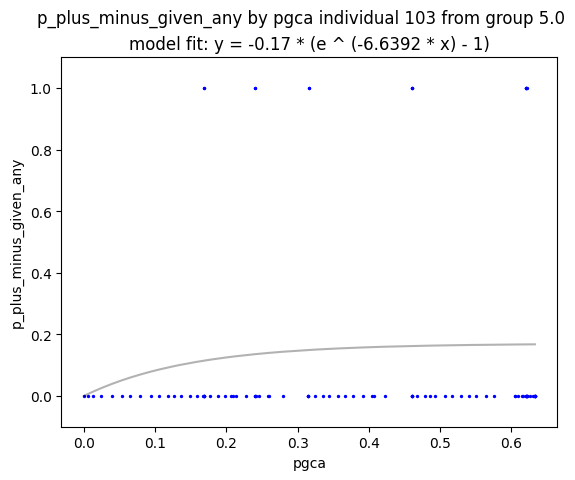 p_plus_minus_given_any by pgca individual 103 from group 5.0
model fit: y = -0.17 * (e ^ (-6.6392 * x) - 1)
1.0
0.8
0.6
0.4
0.2
0.0
p_plus_minus_given_any
0.0 0.1 0.2 0.3 0.4 0.5 0.6
pgca